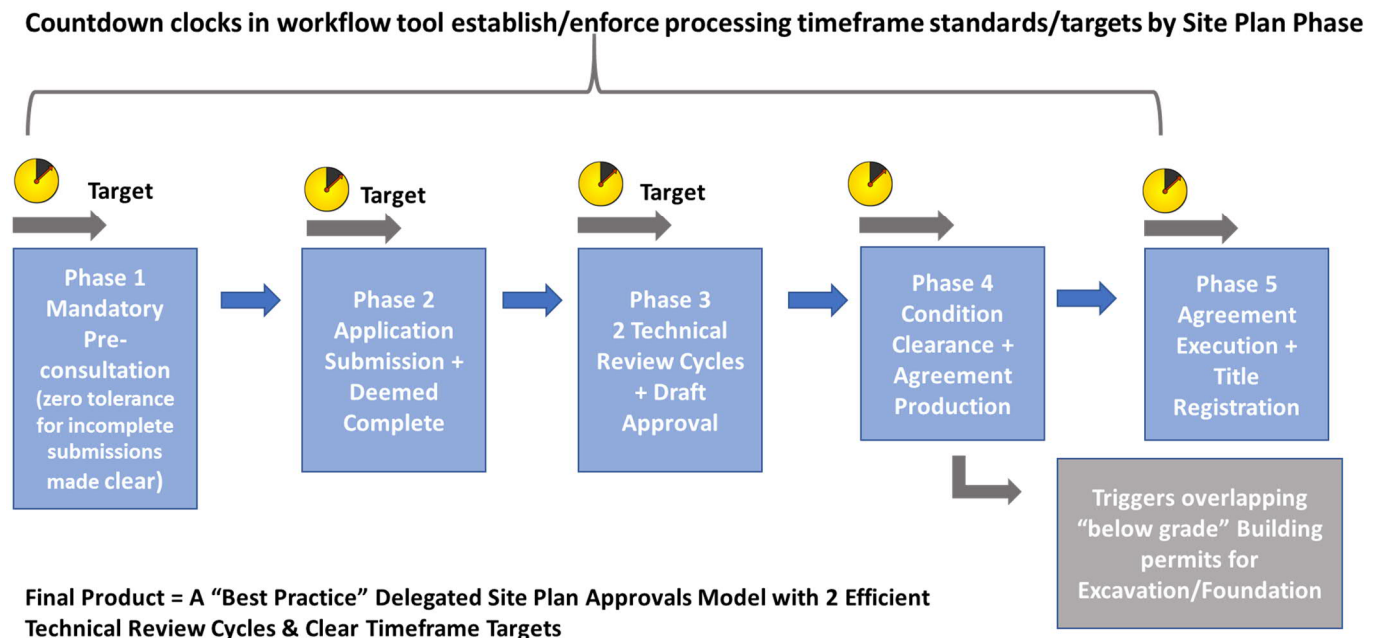 Countdown clocks in workflow tool establish/enforce processing timeframe standards/targets by Site Plan Phase
Target
Target
Target
Phase 1
Mandatory
Pre-
consultation
(zero tolerance
for incomplete
submissions
made clear)
Phase 2
Application
Submission +
Deemed
Complete
Phase 3
2 Technical
Review Cycles
+ Draft
Approval
Phase 4
Condition
Clearance +
Agreement
Production
Phase 5
Agreement
Execution +
Title
Registration
Triggers overlapping
“below grade” Building
permits for
Excavation/Foundation
Final Product = A “Best Practice” Delegated Site Plan Approvals Model with 2 Efficient
Technical Review Cycles & Clear Timeframe Targets